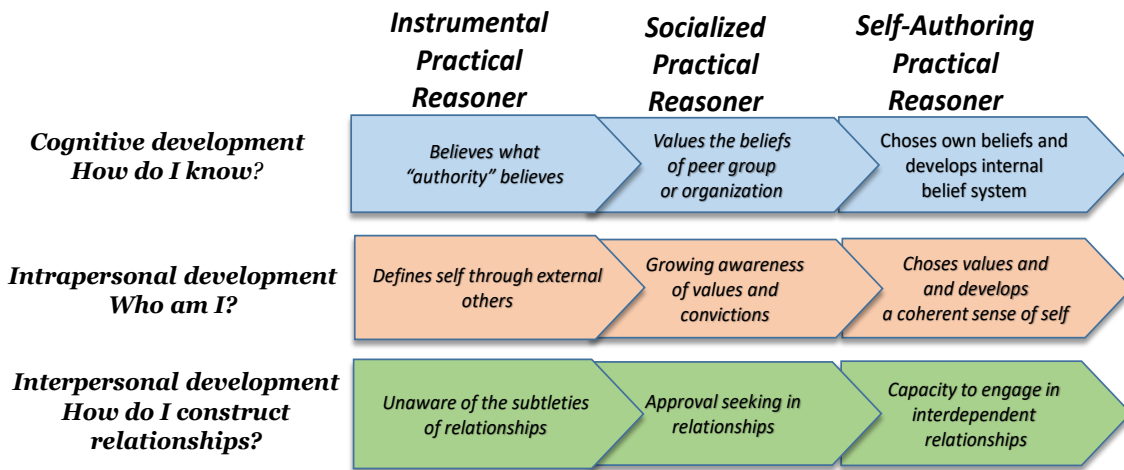 Instrumental
Practical
Reasoner
Socialized
Practical
Reasoner
Self-Authoring
Practical
Reasoner
Cognitive development
How do I know?
Believes what
“authority” believes
Values the beliefs
of peer group
or organization
Choses own beliefs and
develops internal
belief system
Intrapersonal development
Who am I?
Defines self through external
others
Growing awareness
of values and
convictions
Choses values and
and develops
a coherent sense of self
Interpersonal development
How do I construct
relationships?
Unaware of the subtleties
of relationships
Approval seeking in
relationships
Capacity to engage in
interdependent
relationships